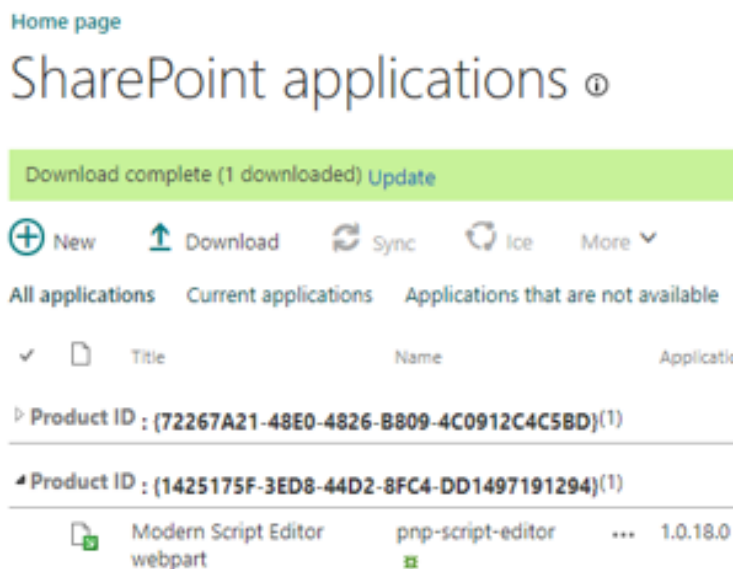 Home page
SharePoint applications
Download complete (1 downloaded) Update
New Download Sync Ice More
All applications Current applications Applications that are not available
Title Name Applicatio
Product ID : {72267A21-48E0-4826-B809-4C0912C4C5BD}(1)
Product ID : {1425175F-3ED8-44D2-8FC4-DD1497191294}(1)
Modern Script Editor pnp-script-editor ... 1.0.18.0
webpart